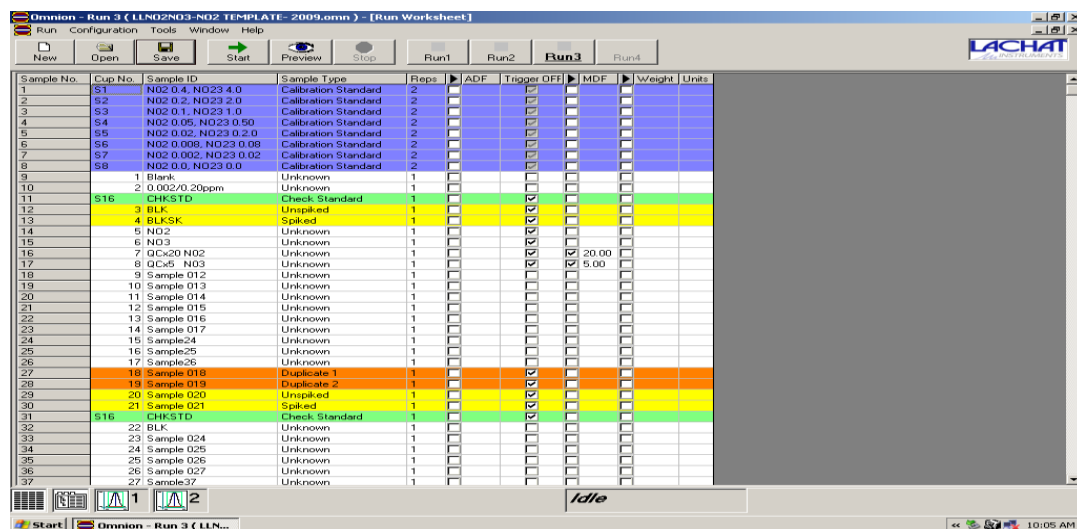 Omnion - Run 3 ( LLNO2NO3-NO2 TEMPLATE- 2009.omn ) - [Run Worksheet]
Run Configuration Tools Window Help
New Open Save Start Preview Stop Run1 Run2 Run3 Run4
LACHAT
INSTRUMENTS
Sample No. Cup No. Sample ID Sample Type Reps ADF Trigger OFF MDF Weight Units
1 S1 N02 0.4, N023 4.0 Calibration Standard 2
2 S2 N02 0.2, N023 2.0 Calibration Standard 2
3 S3 N02 0.1, N023 1.0 Calibration Standard 2
4 S4 N02 0.05, N023 0.50 Calibration Standard 2
5 S5 N02 0.02, N023 0.2.0 Calibration Standard 2
6 S6 N02 0.008, N023 0.08 Calibration Standard 2
7 S7 N02 0.002, N023 0.02 Calibration Standard 2
8 S8 N02 0.0, N023 0.0 Calibration Standard 2
9 1 Blank Unknown 1
10 2 0.002/0.20ppm Unknown 1
11 S16 CHKSTD Check Standard 1
12 3 BLK Unspiked 1
13 4 BLKSK Spiked 1
14 5 NO2 Unknown 1
15 6 NO3 Unknown 1
16 7 QCx20 N02 Unknown 1 20.00
17 8 QCx5 N03 Unknown 1 5.00
18 9 Sample 012 Unknown 1
19 10 Sample 013 Unknown 1
20 11 Sample 014 Unknown 1
21 12 Sample 015 Unknown 1
22 13 Sample 016 Unknown 1
23 14 Sample 017 Unknown 1
24 15 Sample24 Unknown 1
25 16 Sample25 Unknown 1
26 17 Sample26 Unknown 1
27 18 Sample 018 Duplicate 1 1
28 19 Sample 019 Duplicate 2 1
29 20 Sample 020 Unspiked 1
30 21 Sample 021 Spiked 1
31 S16 CHKSTD Check Standard 1
32 22 BLK Unknown 1
33 23 Sample 024 Unknown 1
34 24 Sample 025 Unknown 1
35 25 Sample 026 Unknown 1
36 26 Sample 027 Unknown 1
37 27 Sample37 Unknown 1
1 2 Idle
Start Omnion - Run 3 ( LLN... 10:05 AM